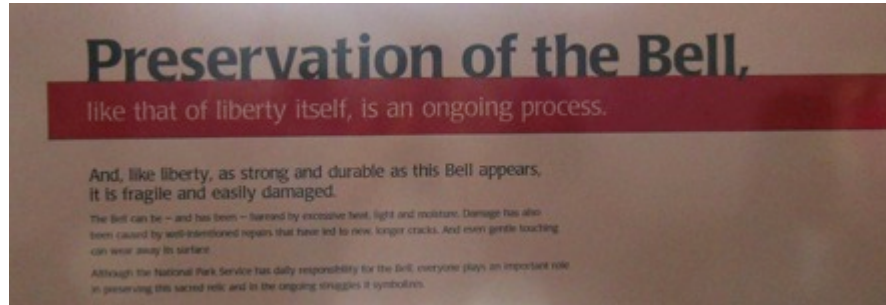 Preservation of the Bell,
like that of liberty itself, is an ongoing process.
And, like liberty, as strong and durable as this Bell appears,
it is fragile and easily damaged.
The Bell can be – and has been – harmed by excessive heat, light and moisture. Damage has also
been caused by well-intentioned repairs that have led to new, longer cracks. And even gentle touching
can wear away its surface.
Although the National Park Service has daily responsibility for the Bell, everyone plays an important role
in preserving this sacred relic and in the ongoing struggles it symbolizes.